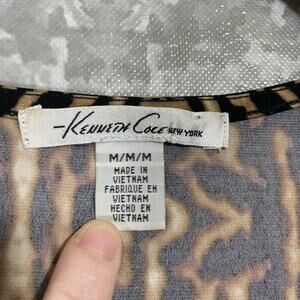 KENNETH COLE NEW YORK
M/M/M
MADE IN
VIETNAM
FABRIQUE EN
VIETNAM
HECHO EN
VIETNAM